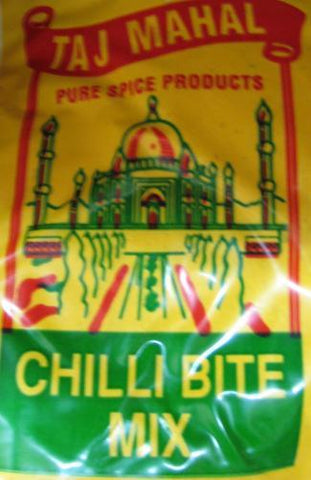 TAJ MAHAL
PURE SPICE PRODUCTS
CHILLI BITE
MIX